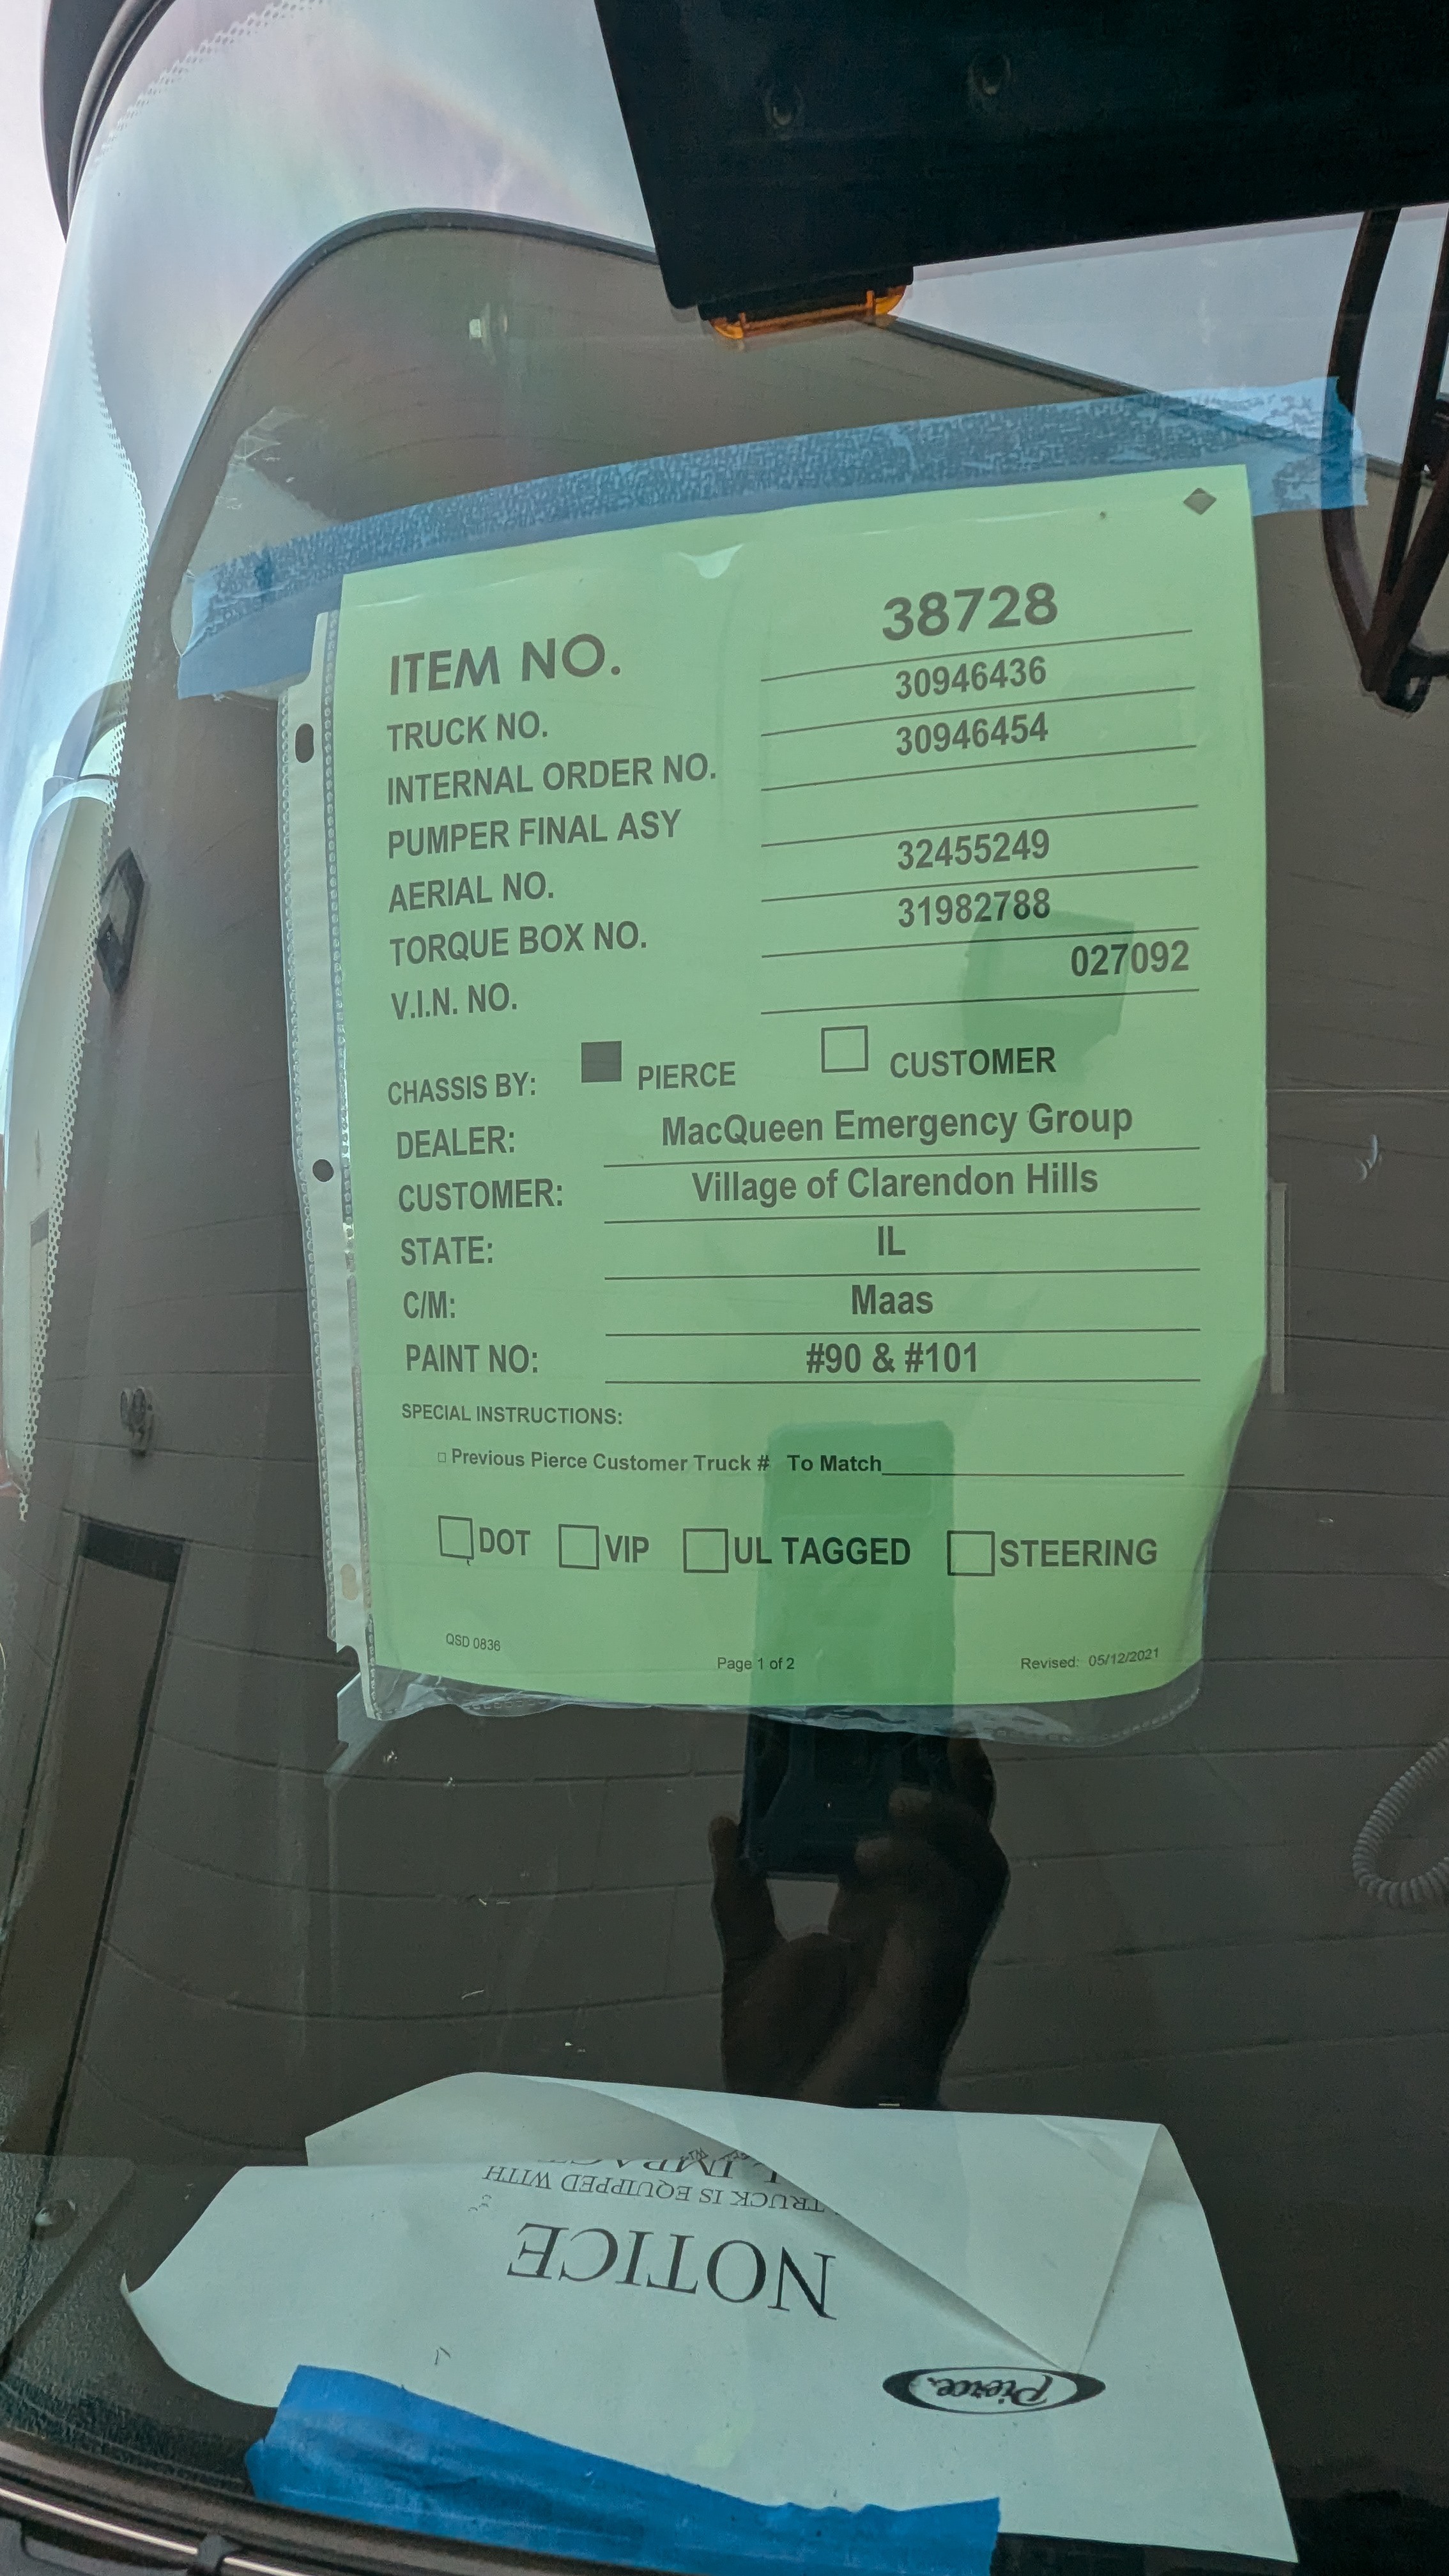 ITEM NO. 38728
TRUCK NO. 30946436
INTERNAL ORDER NO. 30946454
PUMPER FINAL ASY
AERIAL NO. 32455249
TORQUE BOX NO. 31982788
V.I.N. NO. 027092
CHASSIS BY: PIERCE CUSTOMER
DEALER: MacQueen Emergency Group
CUSTOMER: Village of Clarendon Hills
STATE: IL
C/M: Maas
PAINT NO: #90 & #101
SPECIAL INSTRUCTIONS:
Previous Pierce Customer Truck # To Match
DOT VIP UL TAGGED STEERING
QSD 0836 Page 1 of 2 Revised: 05/12/2021
Pierce
NOTICE
TRUCK IS EQUIPPED WITH